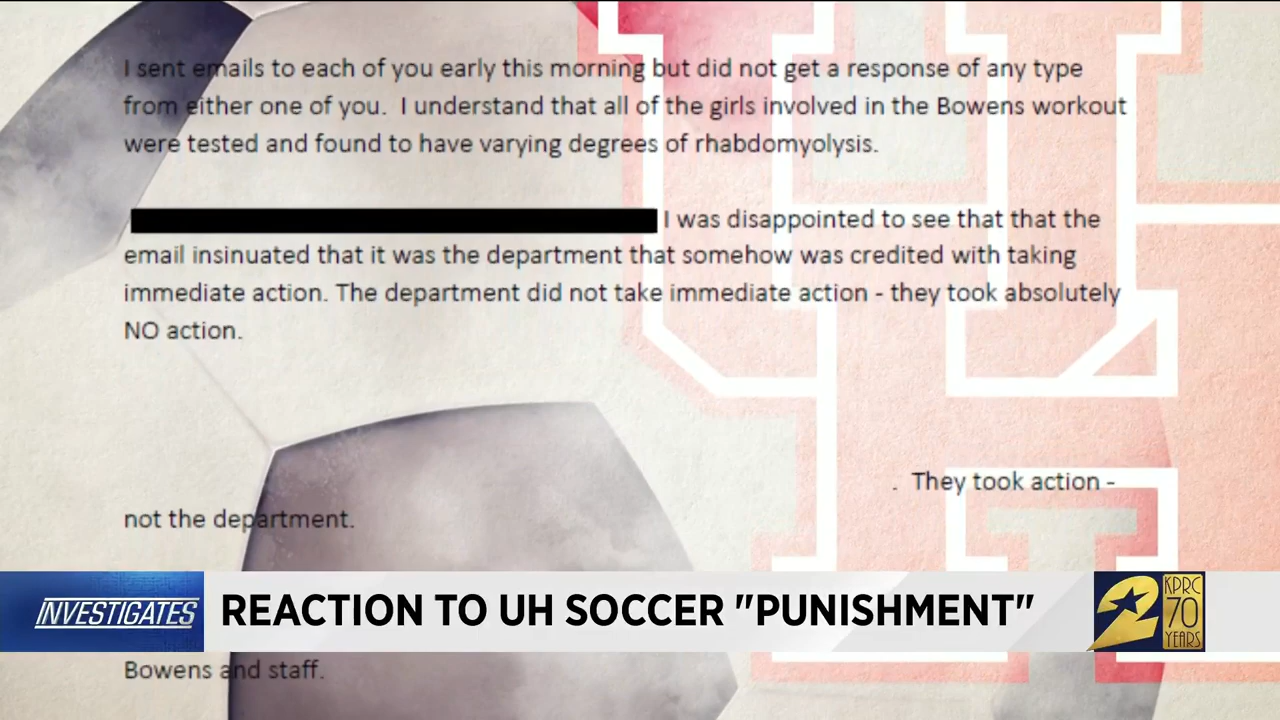 I sent emails to each of you early this morning but did not get a response of any type
from either one of you. I understand that all of the girls involved in the Bowens workout
were tested and found to have varying degrees of rhabdomyolysis.
I was disappointed to see that that the
email insinuated that it was the department that somehow was credited with taking
immediate action. The department did not take immediate action - they took absolutely
NO action.
. They took action -
not the department.
INVESTIGATES
REACTION TO UH SOCCER "PUNISHMENT"
2
KPRC
70
YEARS
Bowens and staff.